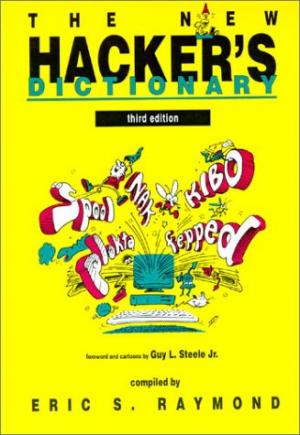 THE NEW
HACKER'S
DICTIONARY
third edition
Spool
NAK
KIBO
Plokta
fepped
foreword and cartoons by Guy L. Steele Jr.
compiled by
ERIC S. RAYMOND